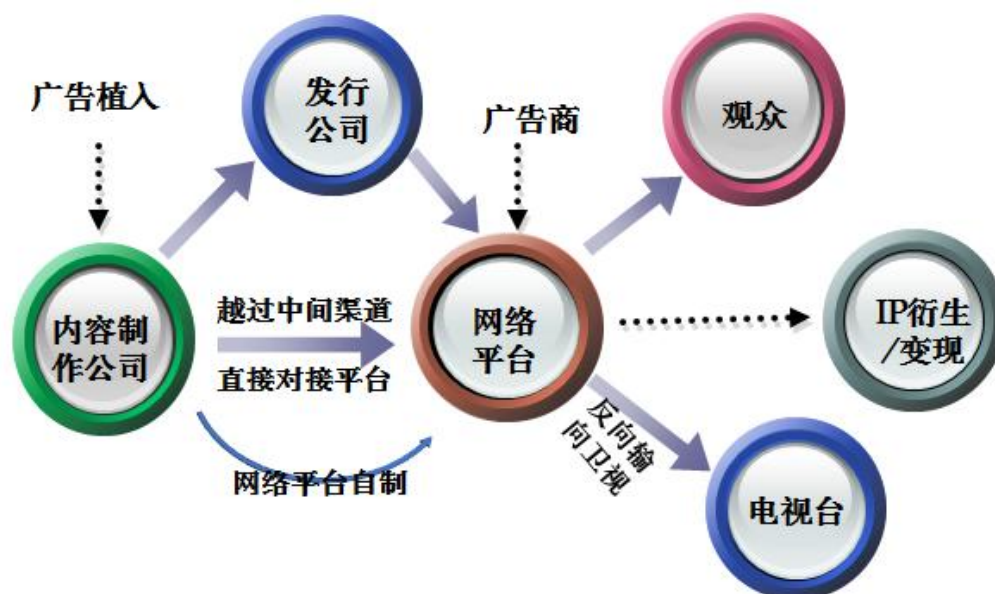 广告植入
发行
公司
广告商
观众
内容制
作公司
越过中间渠道
直接对接平台
网络平台自制
网络
平台
IP衍生
/变现
反向输
向卫视
电视台